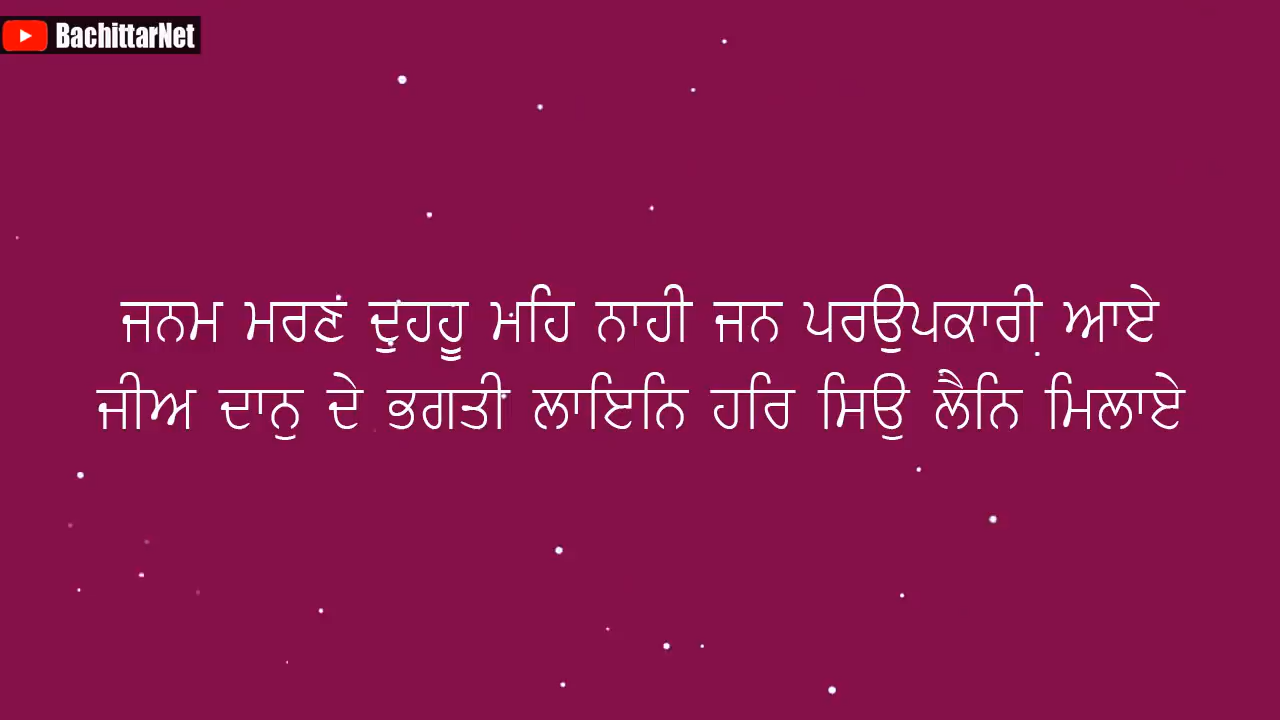 BachittarNet
ਜਨਮ ਮਰਣ ਦੁਹਹੂ ਮਹਿ ਨਾਹੀ ਜਨ ਪਰਉਪਕਾਰੀ ਆਏ
ਜੀਅ ਦਾਨੁ ਦੇ ਭਗਤੀ ਲਾਇਨਿ ਹਰਿ ਸਿਉ ਲੈਨਿ ਮਿਲਾਏ